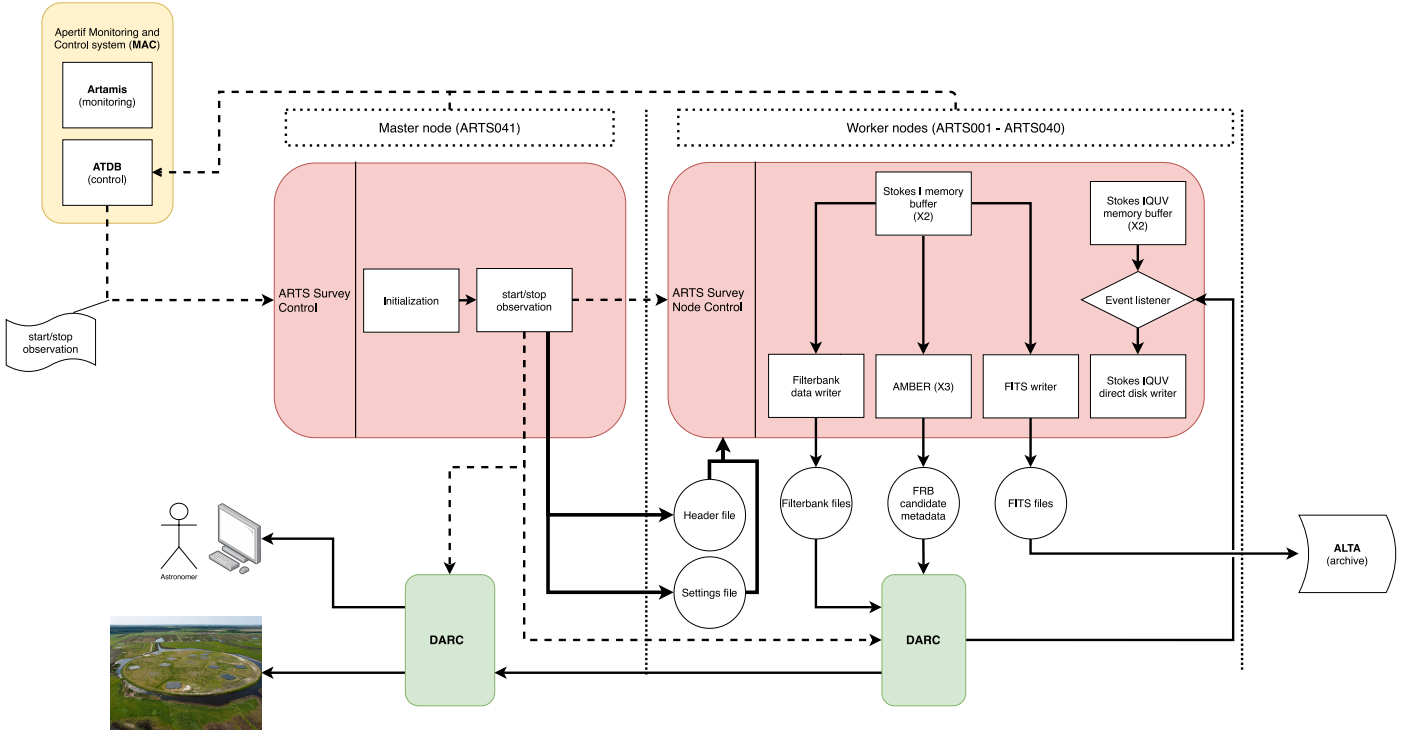 Apertif Monitoring and
Control system (MAC)
Artamis
(monitoring)
ATDB
(control)
start/stop
observation
Master node (ARTS041)
ARTS Survey
Control
Initialization
start/stop
observation
Worker nodes (ARTS001 - ARTS040)
ARTS Survey
Node Control
Stokes I memory
buffer
(X2)
Stokes IQUV
memory buffer
(X2)
Event listener
Filterbank
data writer
AMBER (X3)
FITS writer
Stokes IQUV
direct disk writer
Header file
Settings file
Filterbank files
FRB
candidate
metadata
FITS files
ALTA
(archive)
Astronomer
DARC
DARC